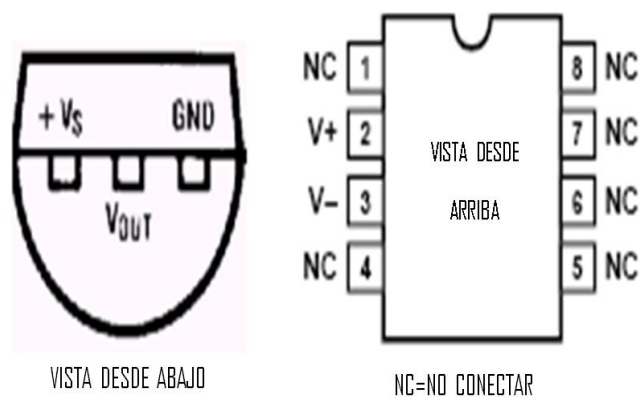 +VS GND
VOUT
VISTA DESDE ABAJO
NC 1 8 NC
V+ 2 7 NC
VISTA DESDE
V− 3 6 NC
ARRIBA
NC 4 5 NC
NC=NO CONECTAR